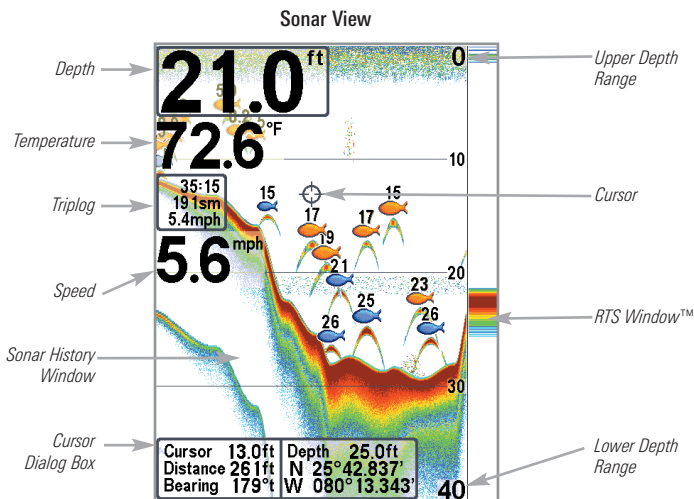 Sonar View
Depth
Temperature
Triplog
Speed
Sonar History
Window
Cursor
Dialog Box
21.0 ft
72.6 °F
35:15
191sm
5.4mph
5.6 mph
0
10
20
30
40
15
17
19
21
17
15
23
25
26
26
Cursor 13.0ft
Distance 261ft
Bearing 179°t
Depth 25.0ft
N 25°42.837'
W 080°13.343'
Upper Depth
Range
Cursor
RTS Window™
Lower Depth
Range